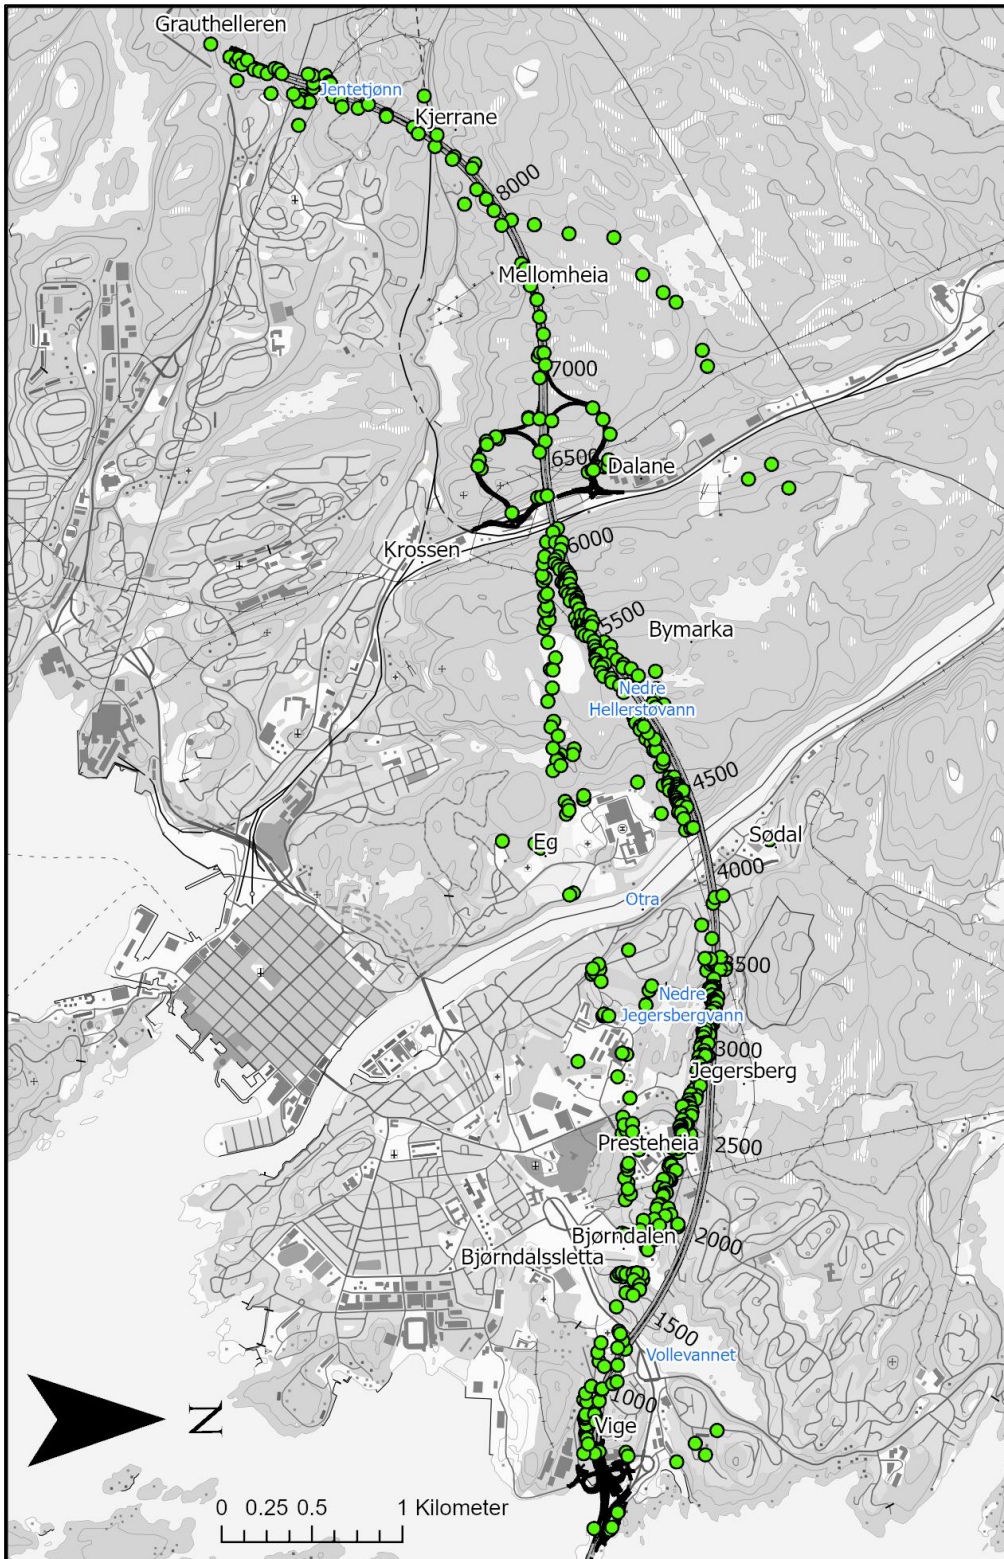 Grauthelleren
Jentetjønn
Kjerrane
8000
Mellomheia
7000
6500
Dalane
6000
Krossen
5500
Bymarka
Nedre
Hellerstøvann
4500
Sødal
Eg
4000
Otra
3500
Nedre
Jegersbergvann
3000
Jegersberg
2500
Presteheia
Bjørndalen
2000
Bjørndalssletta
1500
Vollevannet
1000
Vige
N
0 0.25 0.5 1 Kilometer